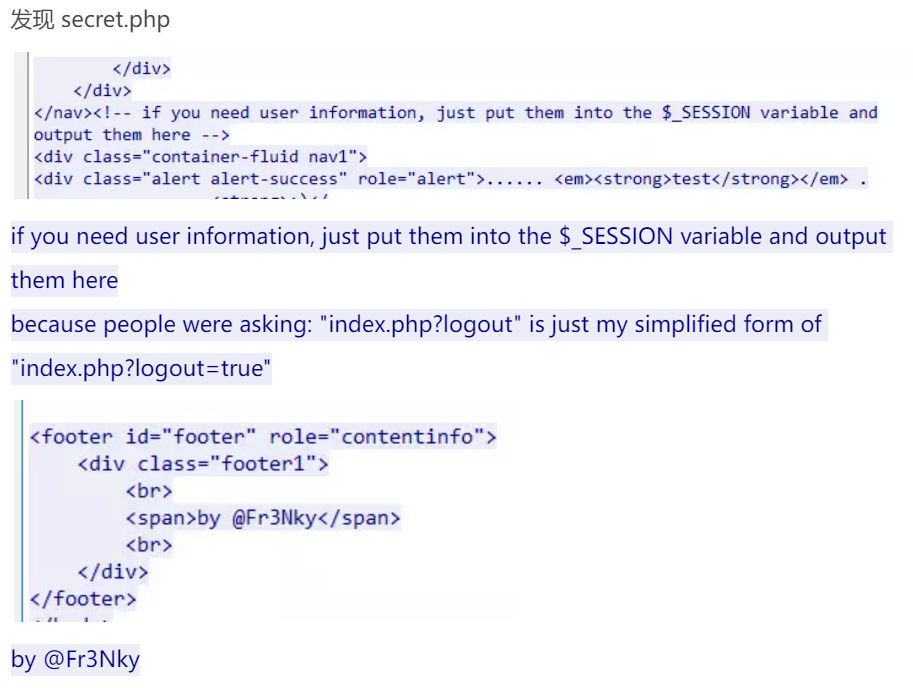 发现 secret.php
</div>
</div>
</nav><!-- if you need user information, just put them into the $_SESSION variable and
output them here -->
<div class="container-fluid nav1">
<div class="alert alert-success" role="alert">...... <em><strong>test</strong></em> .
if you need user information, just put them into the $_SESSION variable and output
them here
because people were asking: "index.php?logout" is just my simplified form of
"index.php?logout=true"
<footer id="footer" role="contentinfo">
<div class="footer1">
<br>
<span>by @Fr3Nky</span>
<br>
</div>
</footer>
by @Fr3Nky